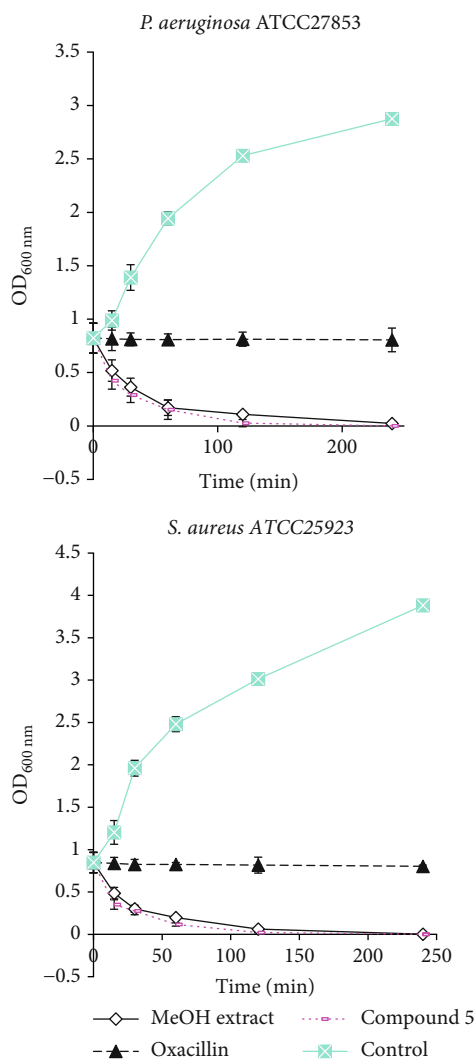 P. aeruginosa ATCC27853
3.5
3
2.5
2
1.5
1
0.5
0
−0.5
OD600 nm
0 100 200
Time (min)
S. aureus ATCC25923
4.5
4
3.5
3
2.5
2
1.5
1
0.5
0
−0.5
OD600 nm
0 50 100 150 200 250
Time (min)
MeOH extract Compound 5
Oxacillin Control